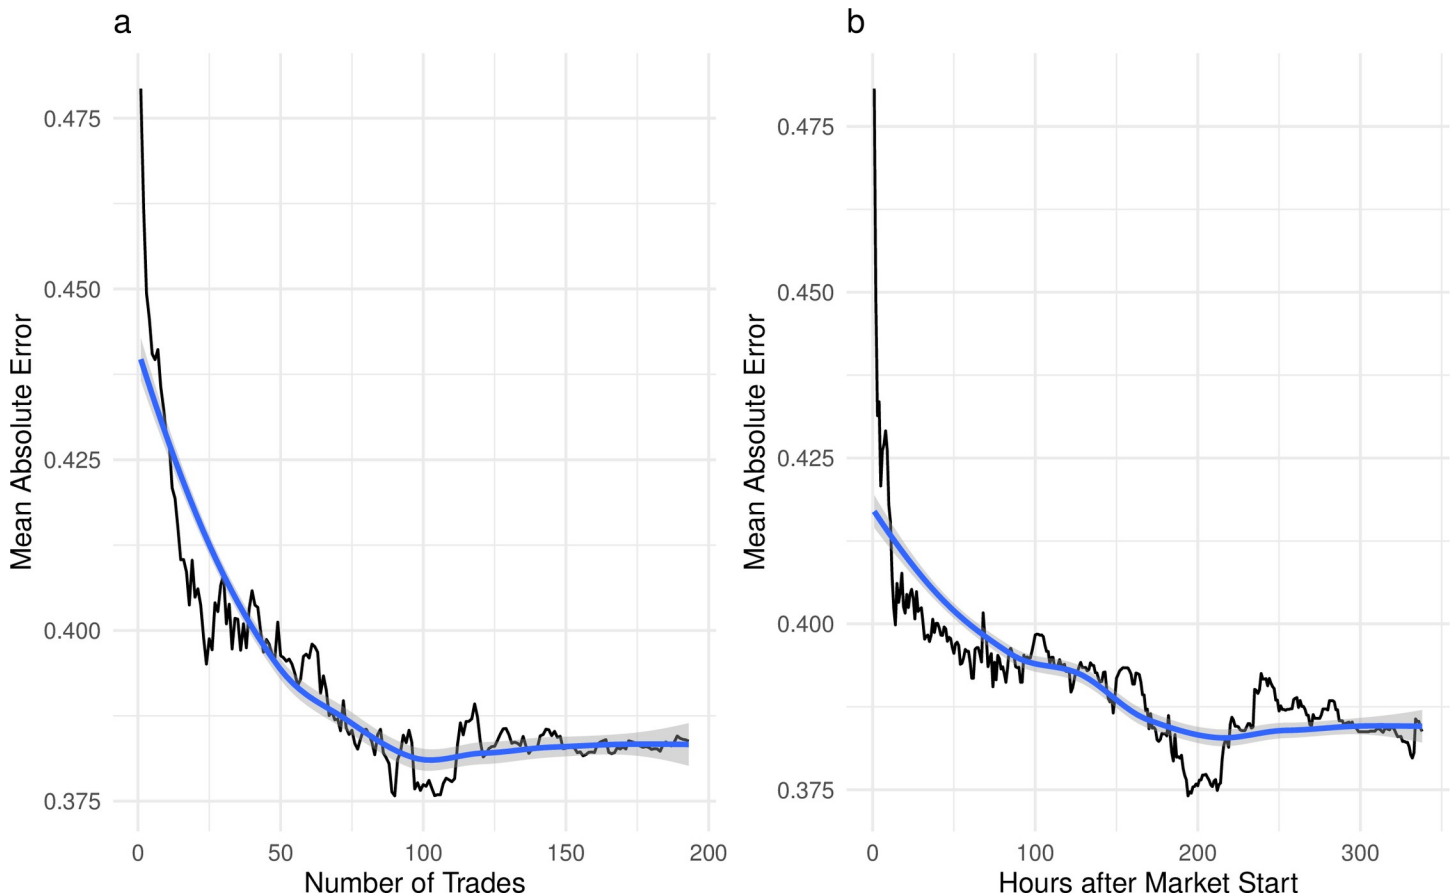 a
Mean Absolute Error
0.475
0.450
0.425
0.400
0.375
0 50 100 150 200
Number of Trades
b
Mean Absolute Error
0.475
0.450
0.425
0.400
0.375
0 100 200 300
Hours after Market Start